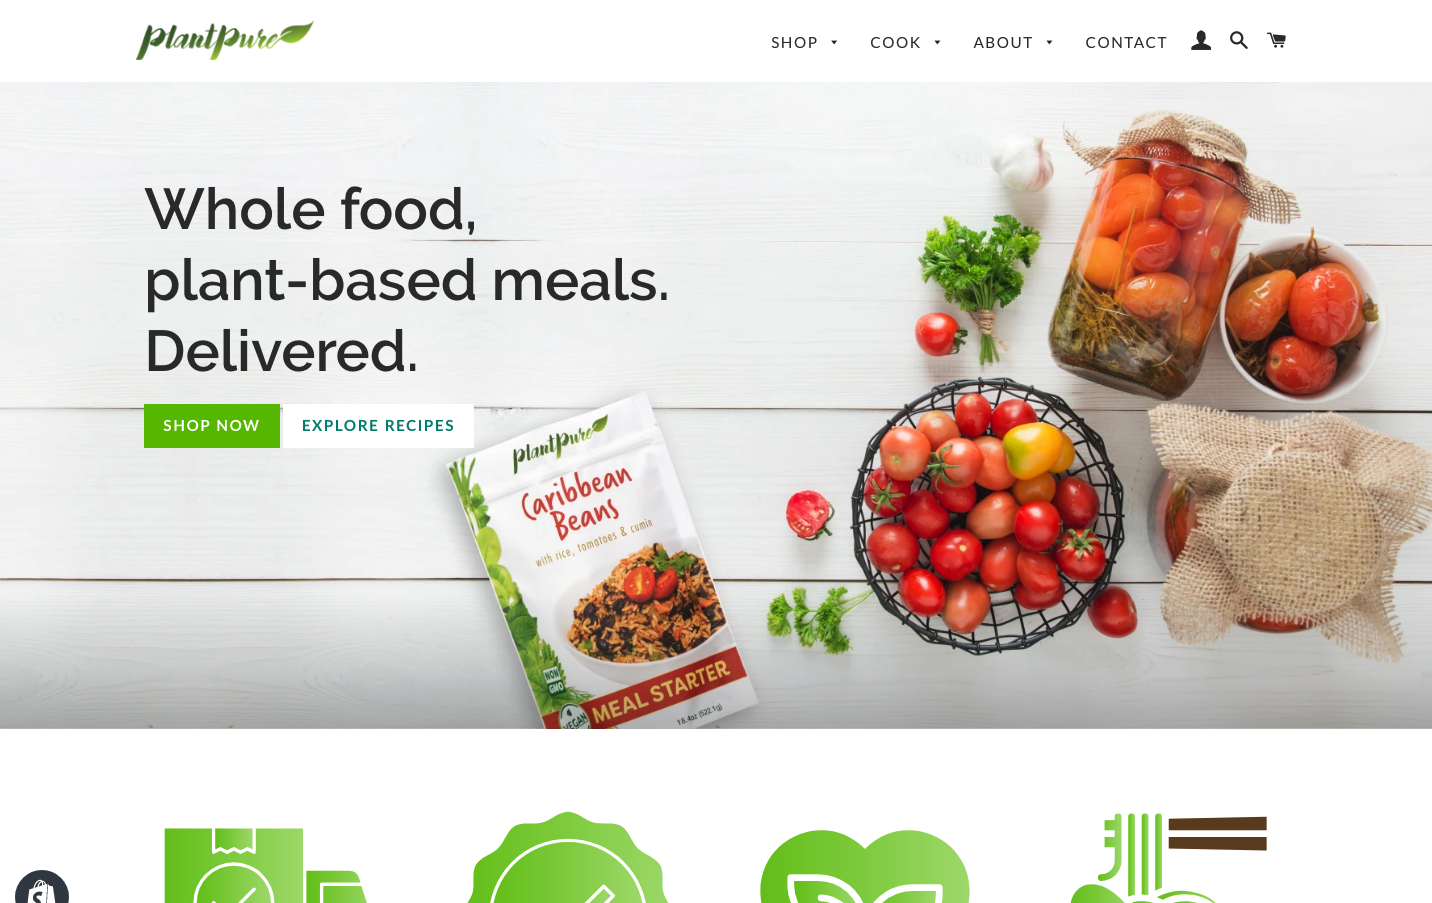 PlantPure
SHOP
COOK
ABOUT
CONTACT
Whole food,
plant-based meals.
Delivered.
SHOP NOW
EXPLORE RECIPES
PlantPure
Caribbean
Beans
with rice, tomatoes & cumin
NON
GMO
VEGAN
MEAL STARTER
18.4oz (522.1g)